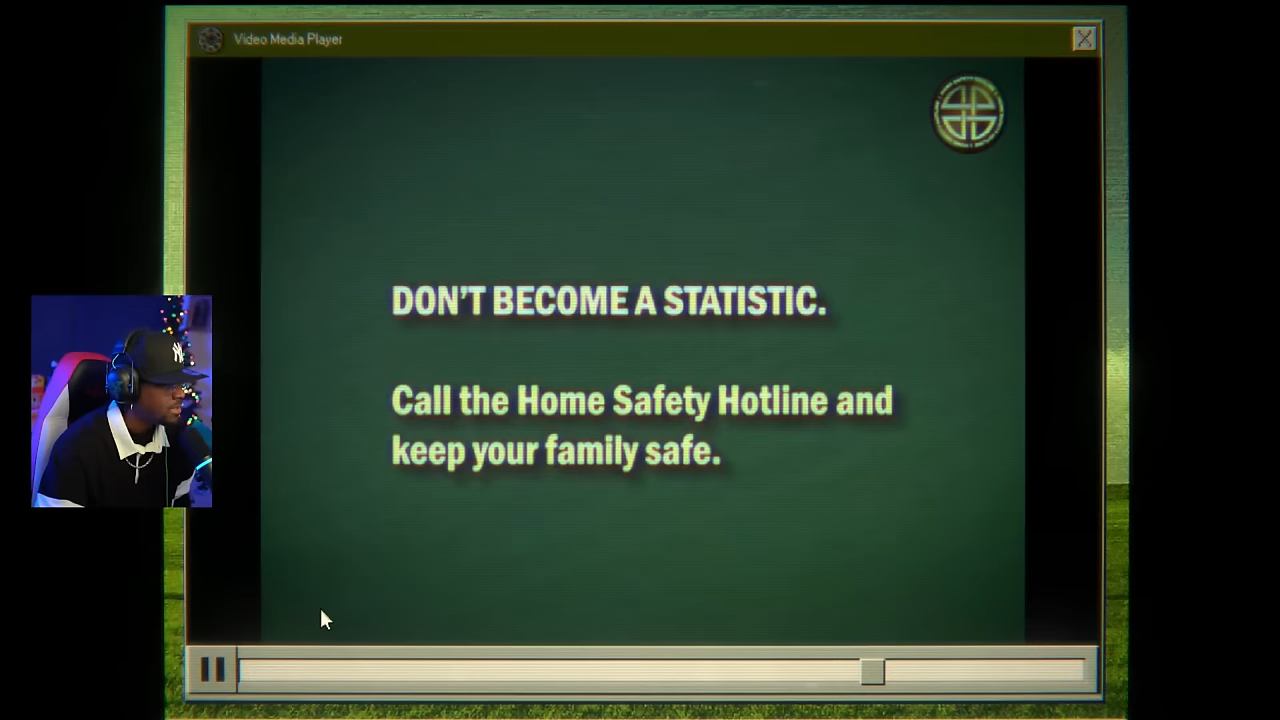 Video Media Player
DON'T BECOME A STATISTIC.
Call the Home Safety Hotline and
keep your family safe.